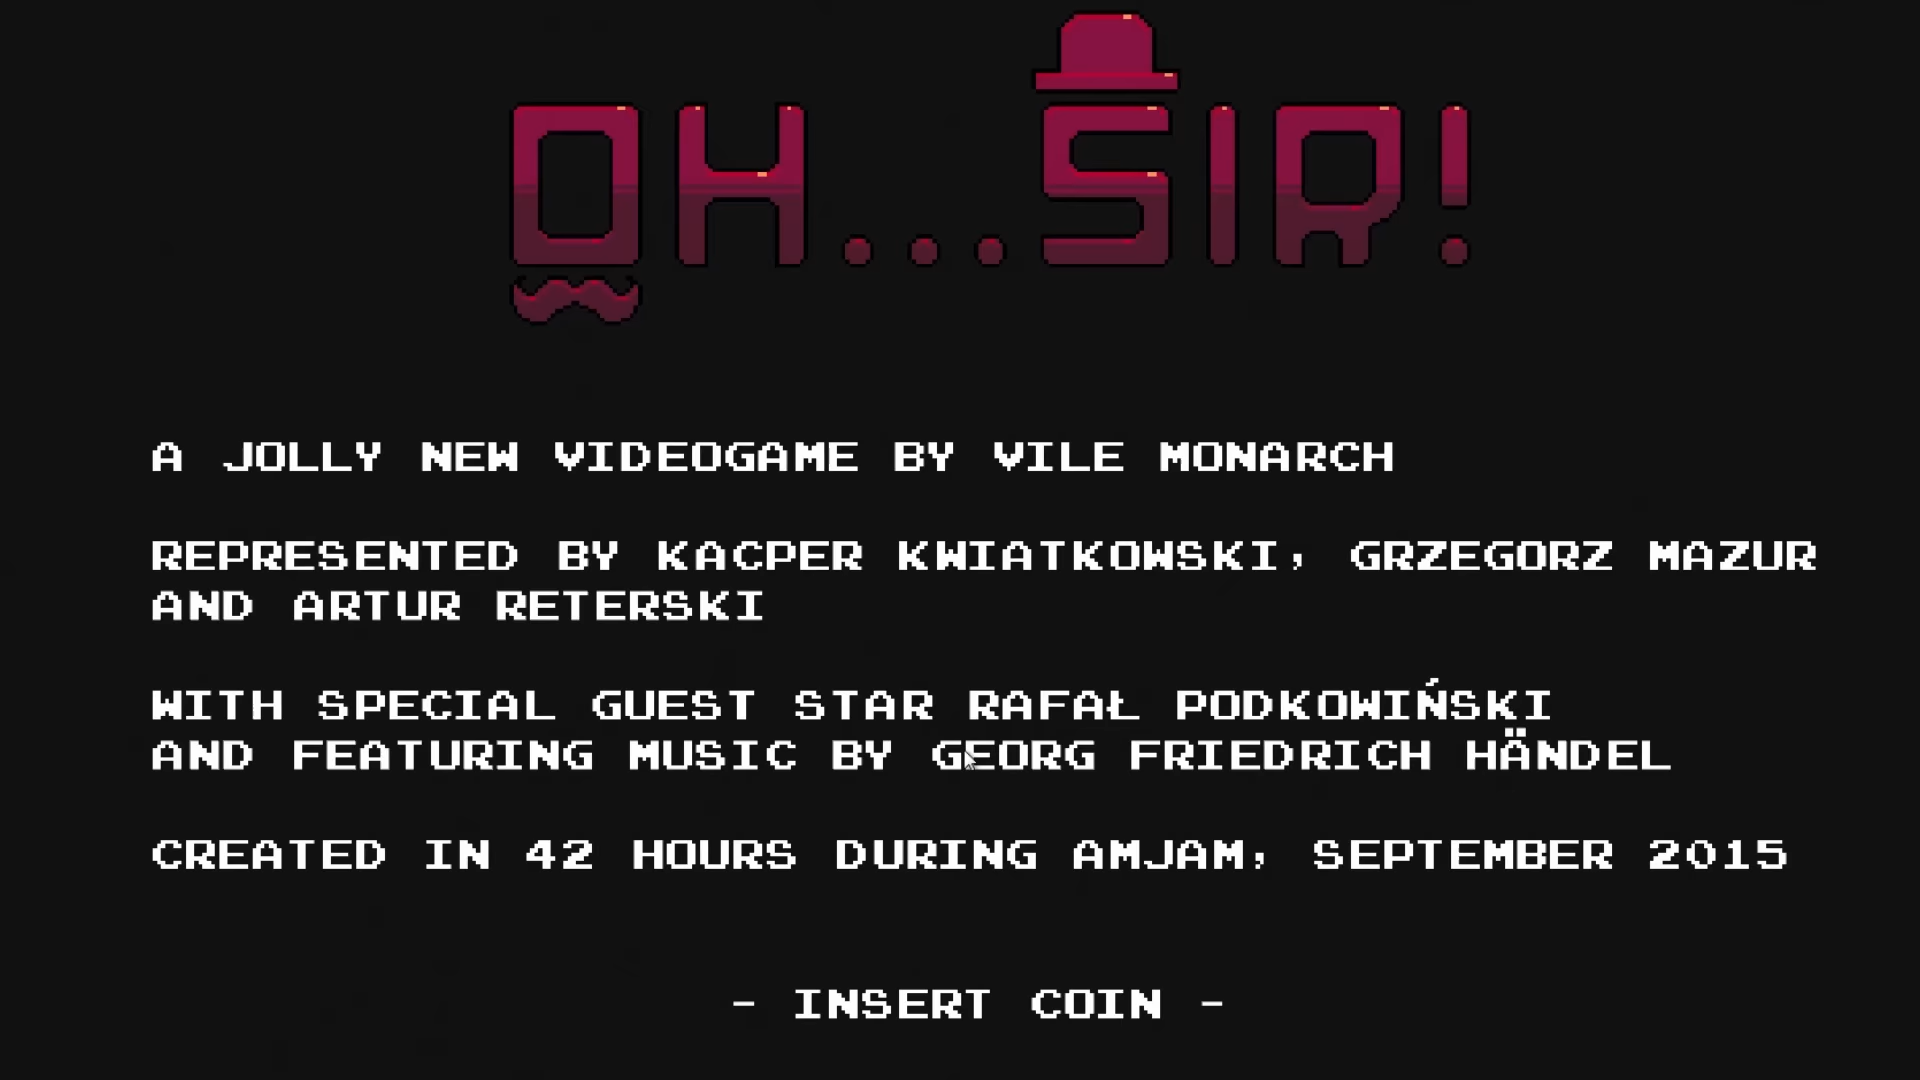 OH...SIR!
A JOLLY NEW VIDEOGAME BY VILE MONARCH
REPRESENTED BY KACPER KWIATKOWSKI, GRZEGORZ MAZUR
AND ARTUR RETERSKI
WITH SPECIAL GUEST STAR RAFAŁ PODKOWIŃSKI
AND FEATURING MUSIC BY GEORG FRIEDRICH HÄNDEL
CREATED IN 42 HOURS DURING AMJAM, SEPTEMBER 2015
- INSERT COIN -